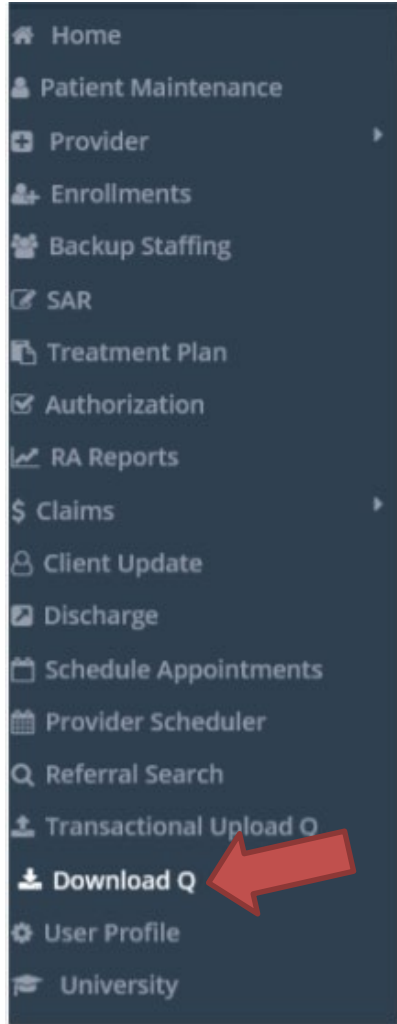 Home
Patient Maintenance
Provider
Enrollments
Backup Staffing
SAR
Treatment Plan
Authorization
RA Reports
$ Claims
Client Update
Discharge
Schedule Appointments
Provider Scheduler
Referral Search
Transactional Upload Q
Download Q
User Profile
University